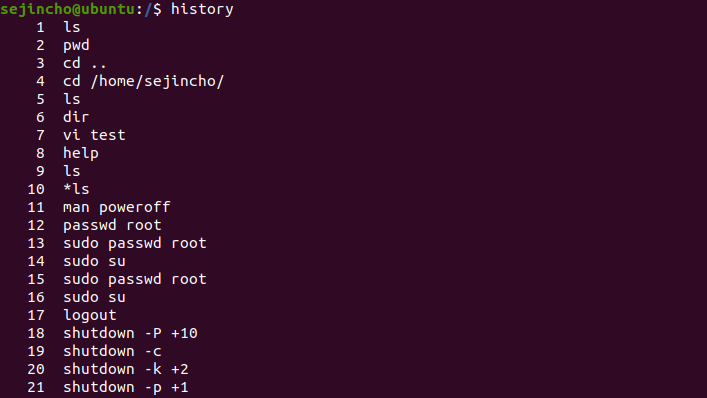 sejincho@ubuntu:/$ history
1 ls
2 pwd
3 cd ..
4 cd /home/sejincho/
5 ls
6 dir
7 vi test
8 help
9 ls
10 *ls
11 man poweroff
12 passwd root
13 sudo passwd root
14 sudo su
15 sudo passwd root
16 sudo su
17 logout
18 shutdown -P +10
19 shutdown -c
20 shutdown -k +2
21 shutdown -p +1